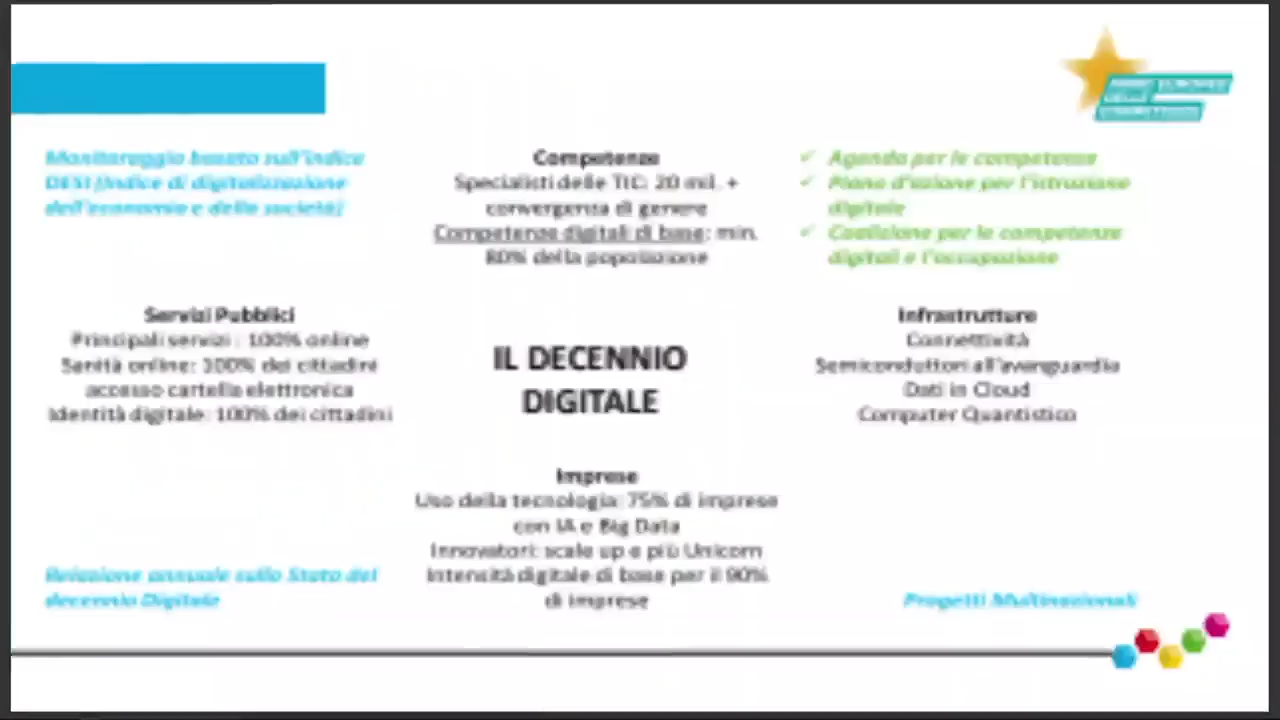 Monitoraggio basato sull'indice
DESI (Indice di digitalizzazione
dell'economia e della società)
Competenze
Specialisti delle TIC: 20 mil. +
convergenza di genere
Competenze digitali di base: min.
80% della popolazione
✓ Agenda per le competenze
✓ Piano d'azione per l'istruzione
digitale
✓ Coalizione per le competenze
digitali e l'occupazione
Servizi Pubblici
Principali servizi : 100% online
Sanità online: 100% dei cittadini
accesso cartella elettronica
Identità digitale: 100% dei cittadini
IL DECENNIO
DIGITALE
Infrastrutture
Connettività
Semiconduttori all'avanguardia
Dati in Cloud
Computer Quantistico
Imprese
Uso della tecnologia: 75% di imprese
con IA e Big Data
Innovatori: scale up e più Unicorn
Intensità digitale di base per il 90%
di imprese
Relazione annuale sullo Stato del
decennio Digitale
Progetti Multinazionali